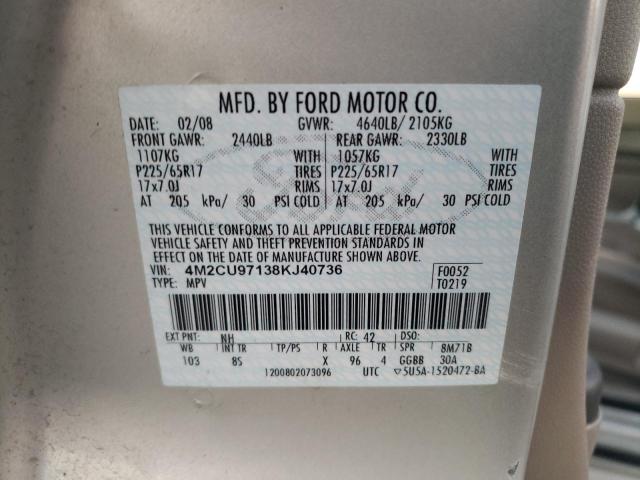 MFD. BY FORD MOTOR CO.
DATE: 02/08 GVWR: 4640LB/ 2105KG
FRONT GAWR: 2440LB REAR GAWR: 2330LB
1107KG WITH 1057KG WITH
P225/65R17 TIRES P225/65R17 TIRES
17x7.0J RIMS 17x7.0J RIMS
AT 205 kPa/ 30 PSI COLD AT 205 kPa/ 30 PSI COLD
Ford
THIS VEHICLE CONFORMS TO ALL APPLICABLE FEDERAL MOTOR
VEHICLE SAFETY AND THEFT PREVENTION STANDARDS IN
EFFECT ON THE DATE OF MANUFACTURE SHOWN ABOVE.
VIN: 4M2CU97138KJ40736 F0052
TYPE: MPV T0219
EXT PNT: NH RC: 42 DSO:
WB INT TR TP/PS R AXLE TR SPR 8M71B
103 8S X 96 4 GGBB 30A
1200802073096 UTC ▽5U5A-1520472-BA